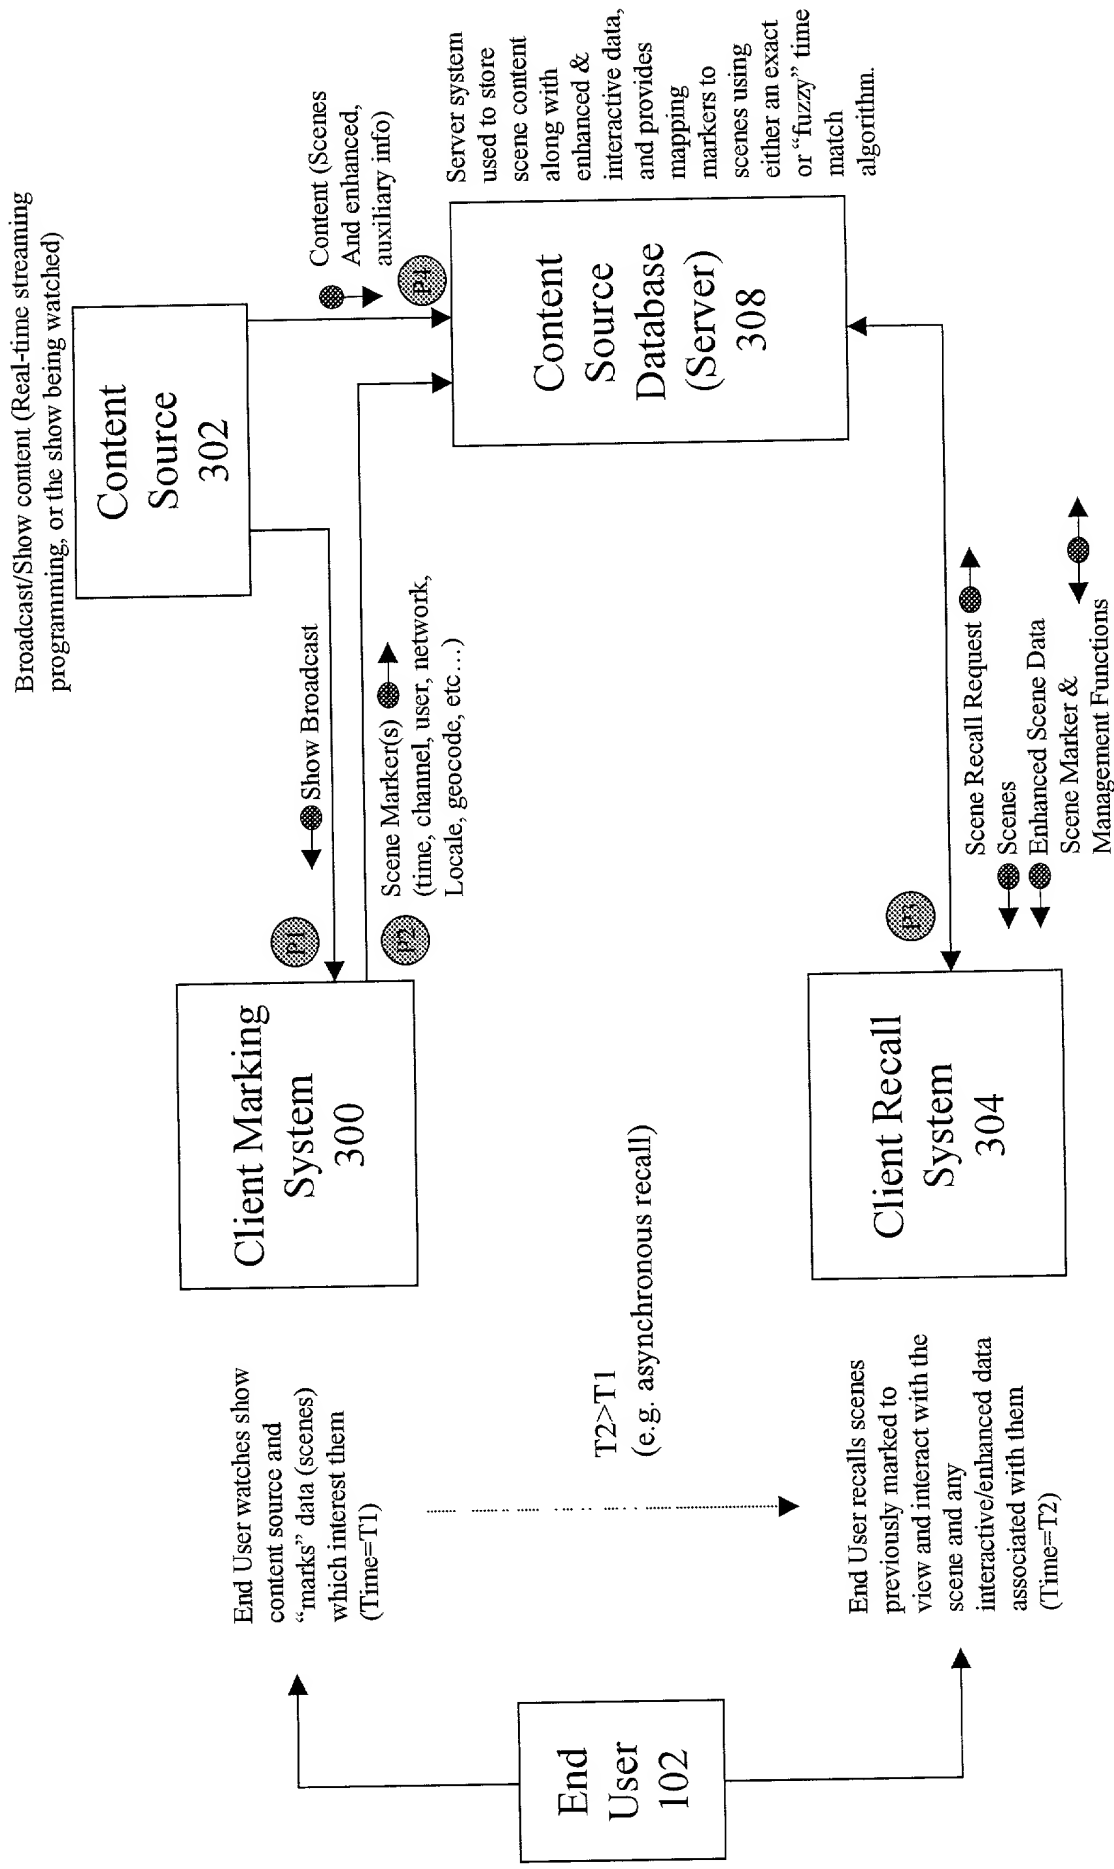 Broadcast/Show content (Real-time streaming
programming, or the show being watched)
Content
Source
302
Content (Scenes
And enhanced,
auxiliary info)
P4
Show Broadcast
P1
Scene Marker(s)
(time, channel, user, network,
Locale, geocode, etc…)
P2
Server system
used to store
scene content
along with
enhanced &
interactive data,
and provides
mapping
markers to
scenes using
either an exact
or “fuzzy” time
match
algorithm.
Content
Source
Database
(Server)
308
End User watches show
content source and
“marks” data (scenes)
which interest them
(Time=T1)
Client Marking
System
300
T2>T1
(e.g. asynchronous recall)
End
User
102
End User recalls scenes
previously marked to
view and interact with the
scene and any
interactive/enhanced data
associated with them
(Time=T2)
Client Recall
System
304
P3
Scene Recall Request
Scenes
Enhanced Scene Data
Scene Marker &
Management Functions